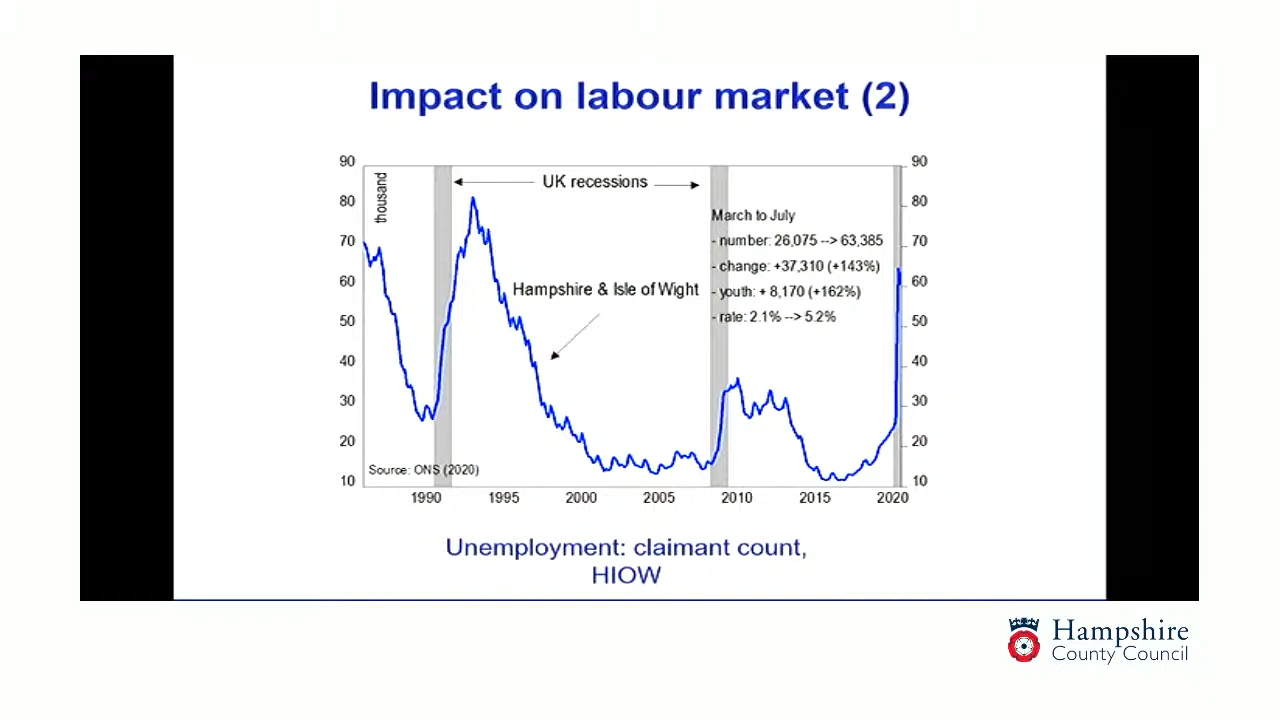 Impact on labour market (2)
90
80
70
60
50
40
30
20
10
thousand
UK recessions
Hampshire & Isle of Wight
March to July
- number: 26,075 --> 63,385
- change: +37,310 (+143%)
- youth: + 8,170 (+162%)
- rate: 2.1% --> 5.2%
90
80
70
60
50
40
30
20
10
Source: ONS (2020)
1990 1995 2000 2005 2010 2015 2020
Unemployment: claimant count,
HIOW
Hampshire
County Council